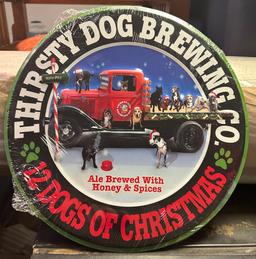 THIRSTY DOG BREWING CO.
Ale Brewed With
Honey & Spices
12 DOGS OF CHRISTMAS